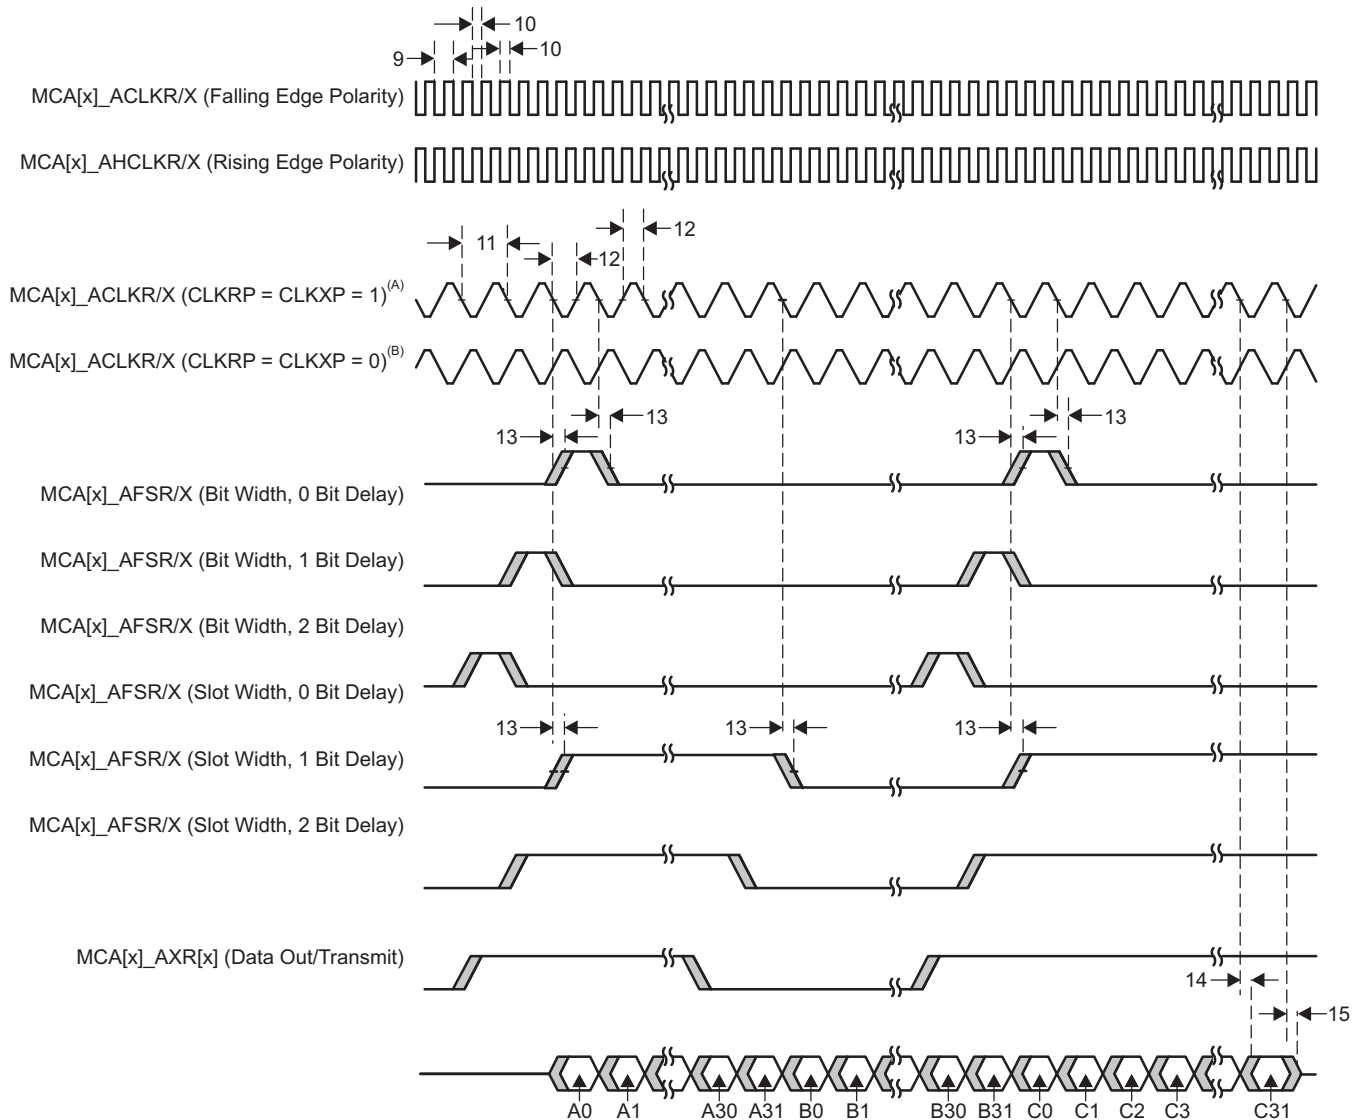 10
10
9
MCA[x]_ACLKR/X (Falling Edge Polarity)
MCA[x]_AHCLKR/X (Rising Edge Polarity)
12
11
12
MCA[x]_ACLKR/X (CLKRP = CLKXP = 1)(A)
MCA[x]_ACLKR/X (CLKRP = CLKXP = 0)(B)
13 13
13 13
MCA[x]_AFSR/X (Bit Width, 0 Bit Delay)
MCA[x]_AFSR/X (Bit Width, 1 Bit Delay)
MCA[x]_AFSR/X (Bit Width, 2 Bit Delay)
MCA[x]_AFSR/X (Slot Width, 0 Bit Delay)
13 13 13
MCA[x]_AFSR/X (Slot Width, 1 Bit Delay)
MCA[x]_AFSR/X (Slot Width, 2 Bit Delay)
MCA[x]_AXR[x] (Data Out/Transmit)
14
15
A0 A1 A30 A31 B0 B1 B30 B31 C0 C1 C2 C3 C31